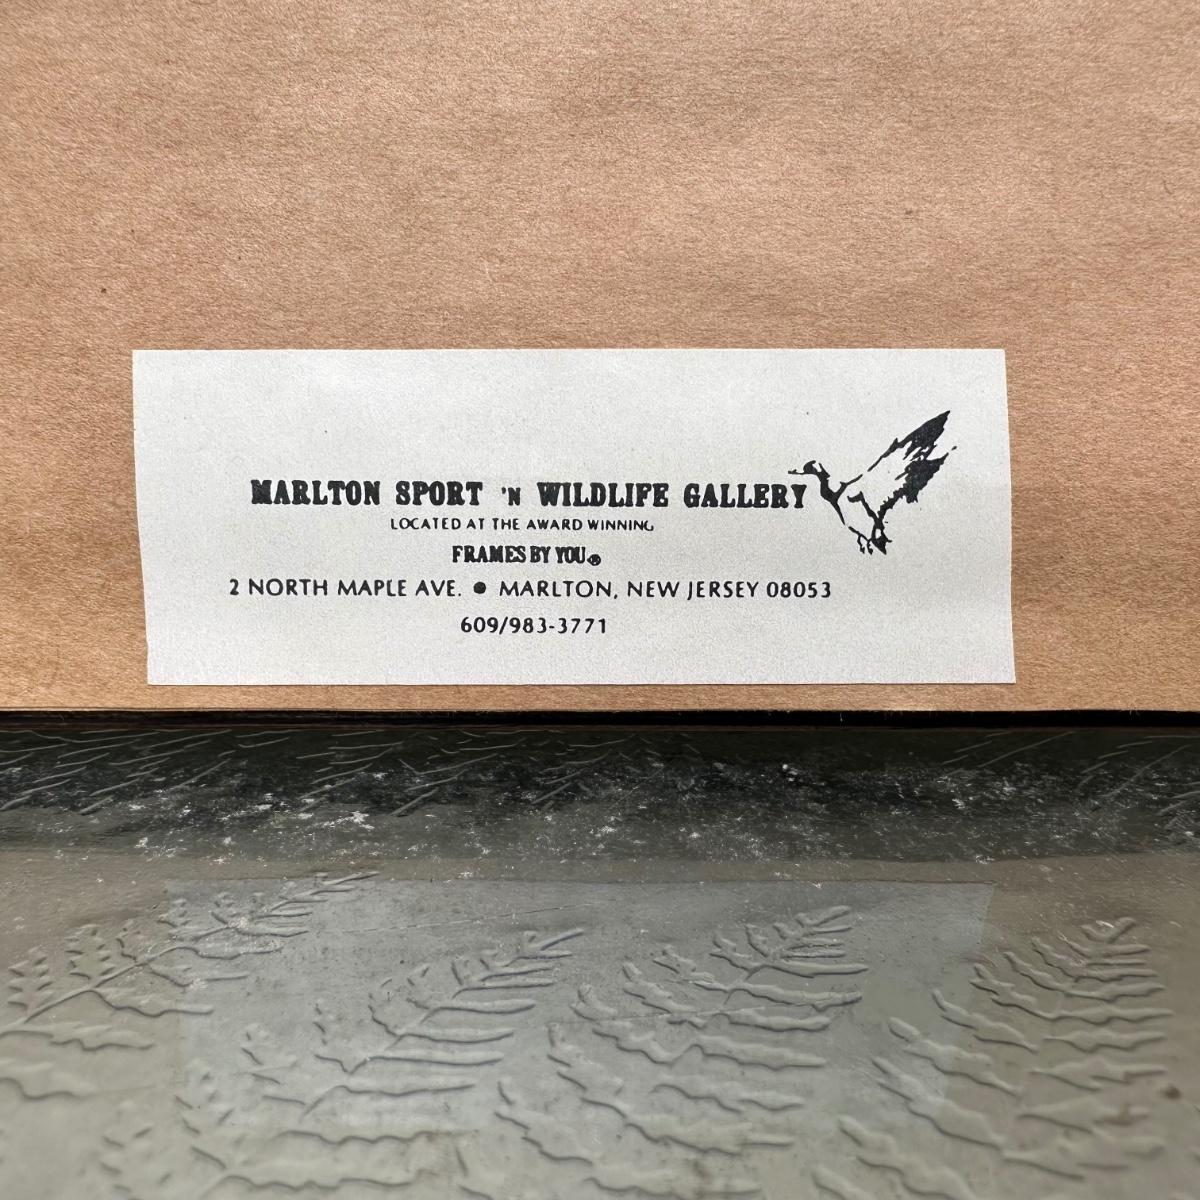 MARLTON SPORT 'N WILDLIFE GALLERY
LOCATED AT THE AWARD WINNING
FRAMES BY YOU®
2 NORTH MAPLE AVE. ● MARLTON, NEW JERSEY 08053
609/983-3771